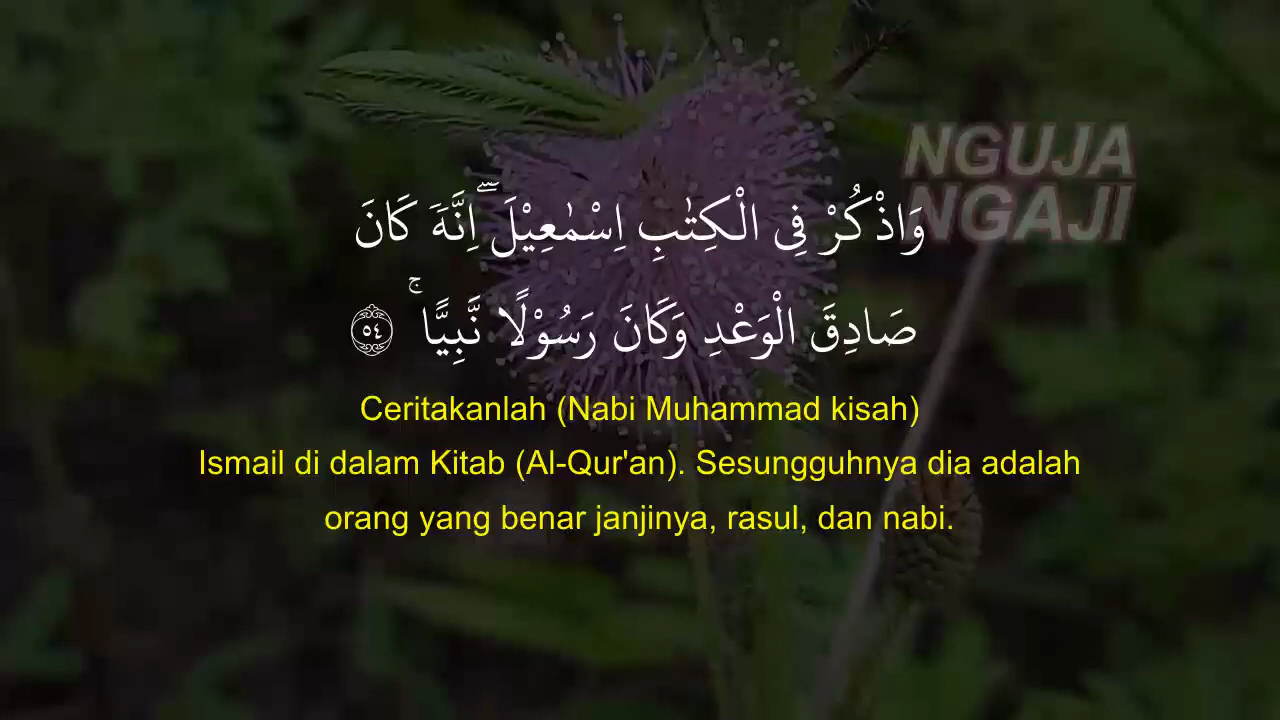 NGUJA
NGAJI
وَاذْكُرْ فِى الْكِتٰبِ اِسْمٰعِيْلَ ۖاِنَّهٗ كَانَ
صَادِقَ الْوَعْدِ وَكَانَ رَسُوْلًا نَّبِيًّا ۚ ٥٤
Ceritakanlah (Nabi Muhammad kisah)
Ismail di dalam Kitab (Al-Qur'an). Sesungguhnya dia adalah
orang yang benar janjinya, rasul, dan nabi.